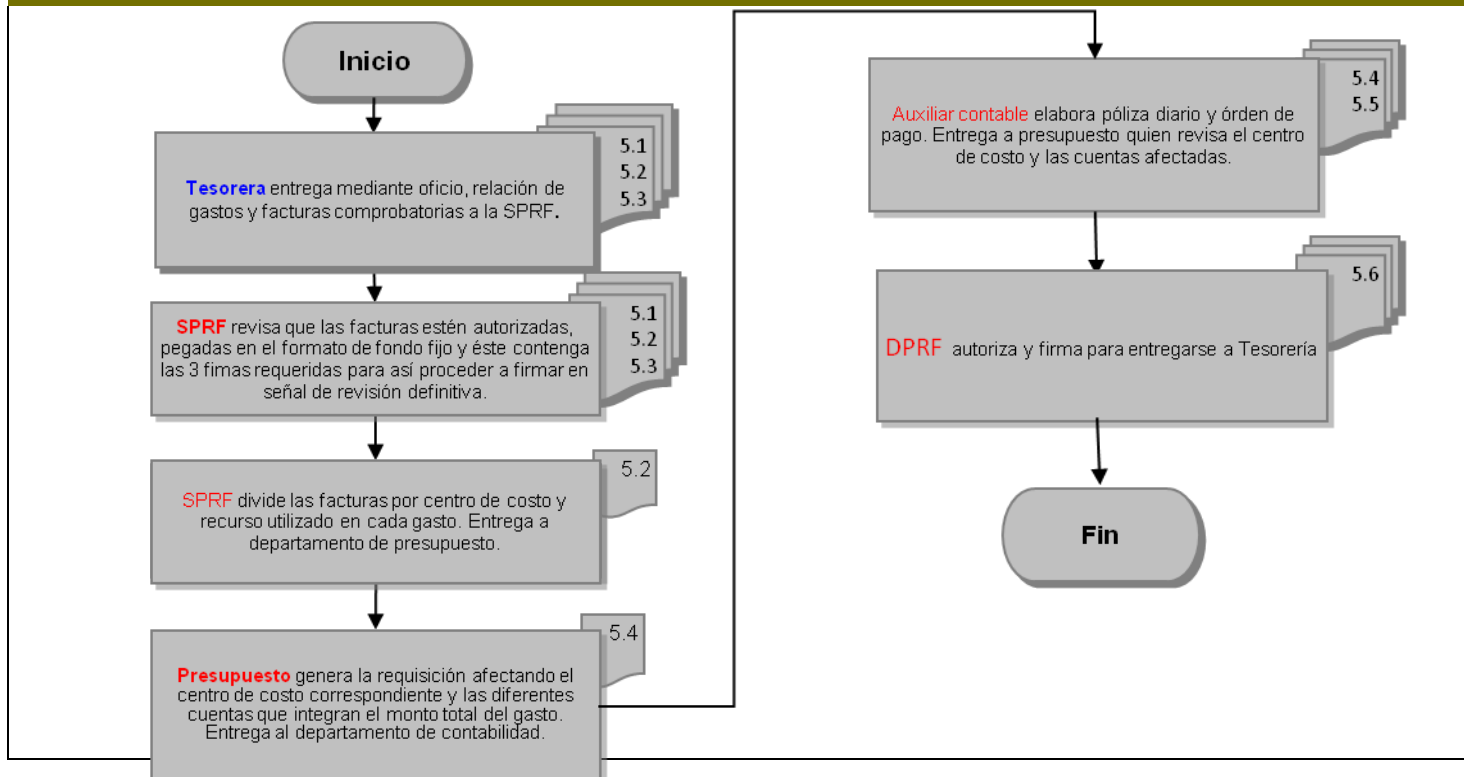 Inicio
5.1
5.2
5.3
Tesorera entrega mediante oficio, relación de
gastos y facturas comprobatorias a la SPRF.
5.1
5.2
5.3
SPRF revisa que las facturas estén autorizadas,
pegadas en el formato de fondo fijo y éste contenga
las 3 fimas requeridas para así proceder a firmar en
señal de revisión definitiva.
5.2
SPRF divide las facturas por centro de costo y
recurso utilizado en cada gasto. Entrega a
departamento de presupuesto.
5.4
Presupuesto genera la requisición afectando el
centro de costo correspondiente y las diferentes
cuentas que integran el monto total del gasto.
Entrega al departamento de contabilidad.
5.4
5.5
Auxiliar contable elabora póliza diario y órden de
pago. Entrega a presupuesto quien revisa el centro
de costo y las cuentas afectadas.
5.6
DPRF autoriza y firma para entregarse a Tesorería
Fin